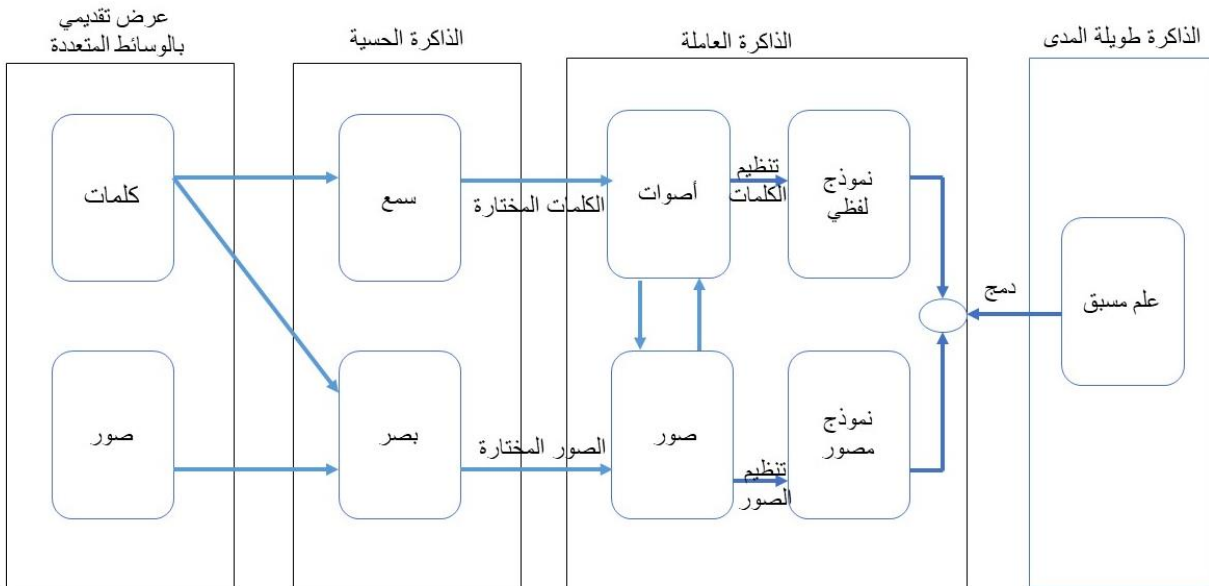 عرض تقديمي
بالوسائط المتعددة
الذاكرة الحسية
الذاكرة العاملة
الذاكرة طويلة المدى
كلمات
سمع
الكلمات المختارة
أصوات
تنظيم
الكلمات
نموذج
لفظي
دمج
علم مسبق
صور
بصر
الصور المختارة
صور
تنظيم
الصور
نموذج
مصور